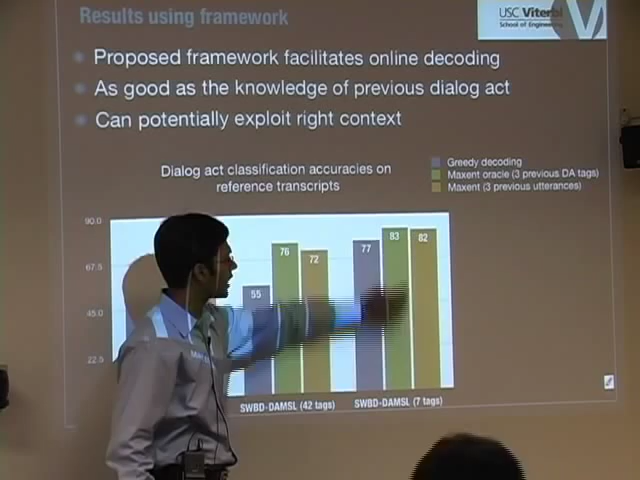 Results using framework
USC Viterbi
School of Engineering
Proposed framework facilitates online decoding
As good as the knowledge of previous dialog act
Can potentially exploit right context
Dialog act classification accuracies on
reference transcripts
Greedy decoding
Maxent oracle (3 previous DA tags)
Maxent (3 previous utterances)
90.0
67.5
45.0
22.5
55
76
72
77
83
82
SWBD-DAMSL (42 tags)
SWBD-DAMSL (7 tags)